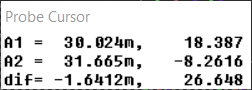 Probe Cursor
A1 = 30.024m, 18.387
A2 = 31.665m, -8.2616
dif= -1.6412m, 26.648